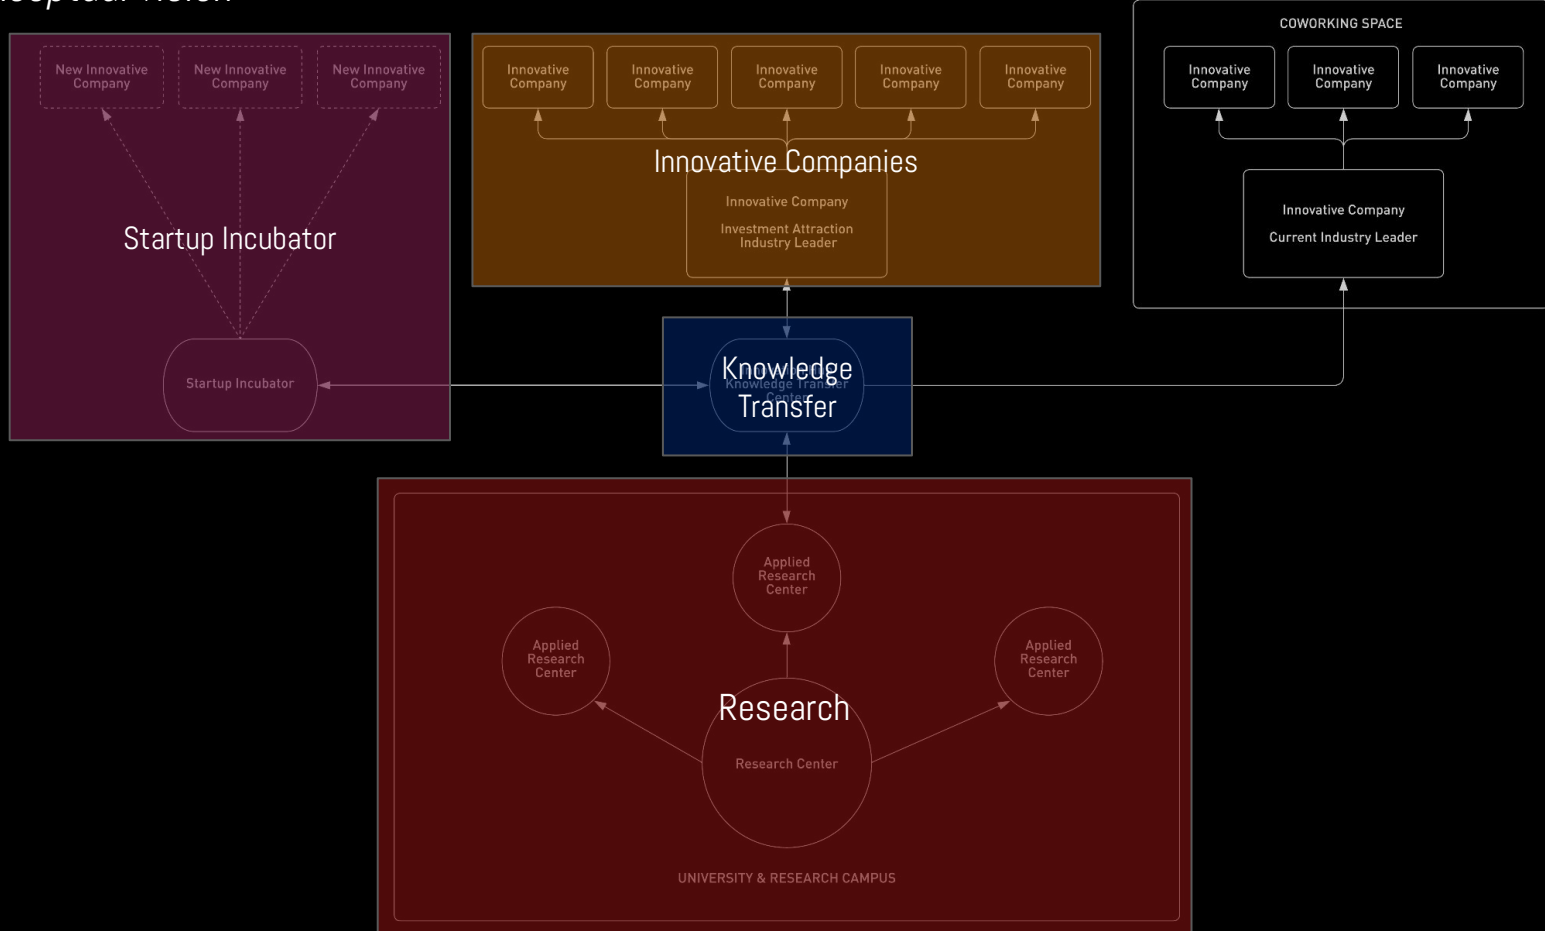 COWORKING SPACE
New Innovative
Company
New Innovative
Company
New Innovative
Company
Innovative
Company
Innovative
Company
Innovative
Company
Innovative
Company
Innovative
Company
Innovative
Company
Innovative
Company
Innovative
Company
Innovative Companies
Innovative Company
Investment Attraction
Industry Leader
Innovative Company
Current Industry Leader
Startup Incubator
Startup Incubator
Knowledge
Transfer
Knowledge Transfer
Center
Applied
Research
Center
Applied
Research
Center
Applied
Research
Center
Research
Research Center
UNIVERSITY & RESEARCH CAMPUS